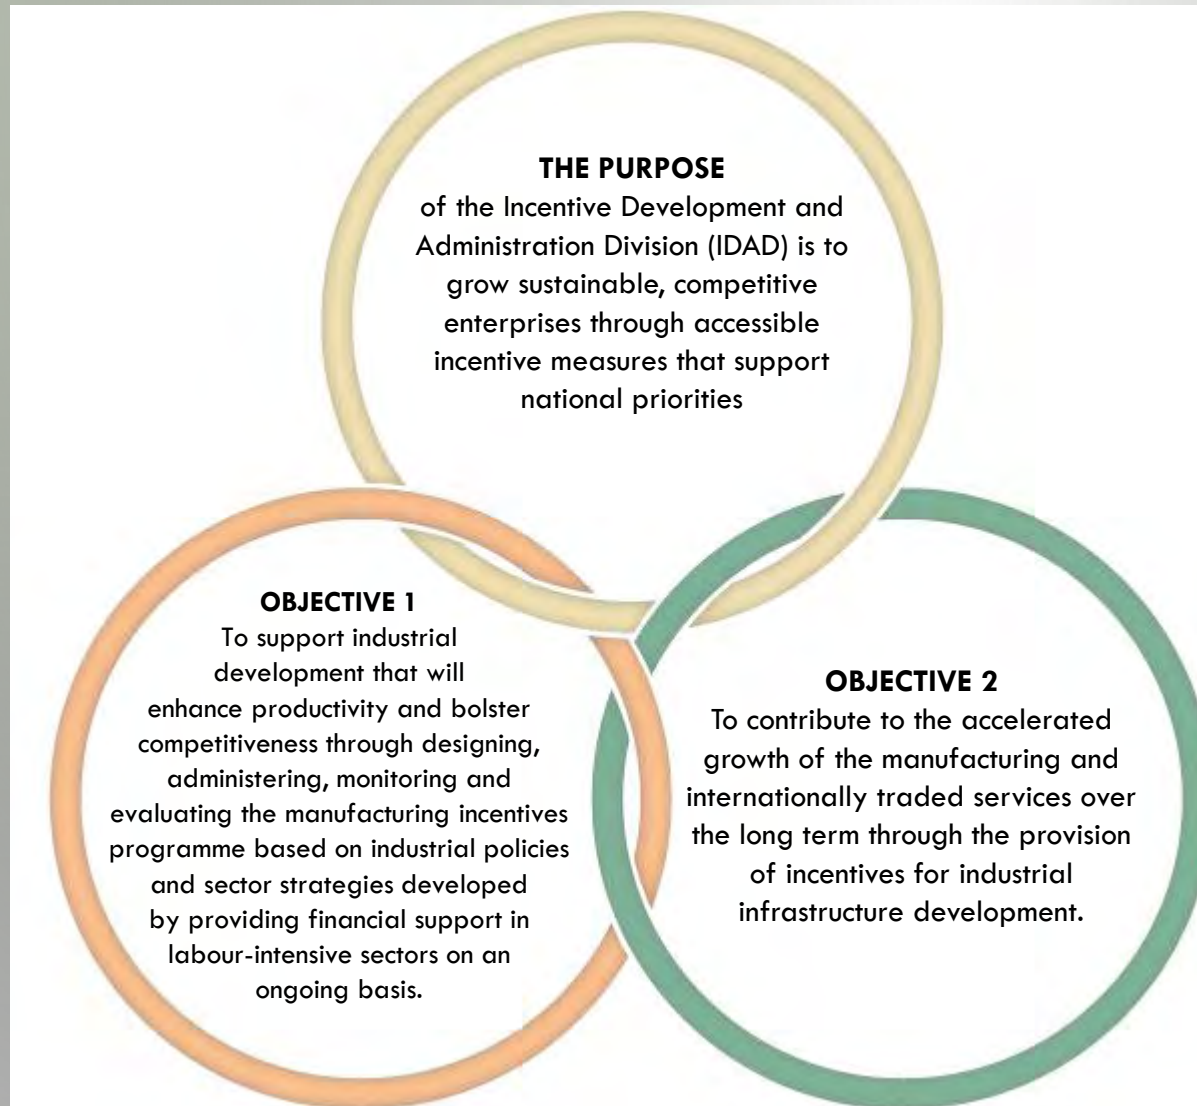 THE PURPOSE
of the Incentive Development and
Administration Division (IDAD) is to
grow sustainable, competitive
enterprises through accessible
incentive measures that support
national priorities
OBJECTIVE 1
To support industrial
development that will
enhance productivity and bolster
competitiveness through designing,
administering, monitoring and
evaluating the manufacturing incentives
programme based on industrial policies
and sector strategies developed
by providing financial support in
labour-intensive sectors on an
ongoing basis.
OBJECTIVE 2
To contribute to the accelerated
growth of the manufacturing and
internationally traded services over
the long term through the provision
of incentives for industrial
infrastructure development.